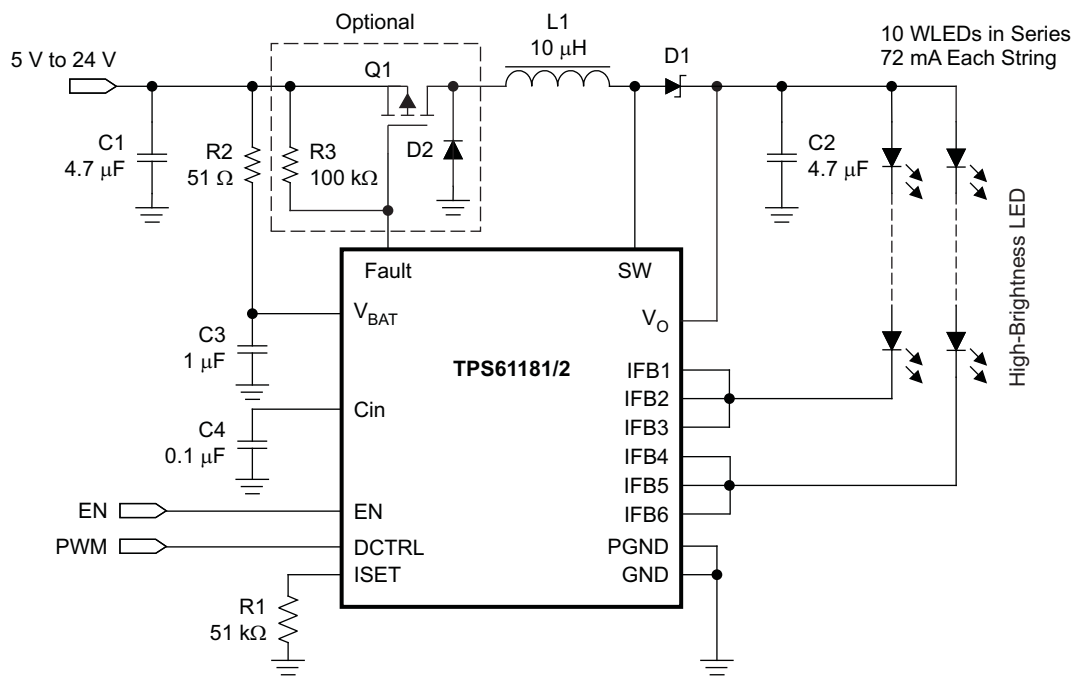 Optional
L1
10 μH
10 WLEDs in Series
72 mA Each String
5 V to 24 V
Q1
D1
C1
4.7 μF
R2
51 Ω
R3
100 kΩ
D2
C2
4.7 μF
High-Brightness LED
Fault
SW
VBAT
VO
C3
1 μF
TPS61181/2
IFB1
IFB2
IFB3
Cin
C4
0.1 μF
IFB4
IFB5
IFB6
EN
EN
PWM
DCTRL
PGND
ISET
GND
R1
51 kΩ